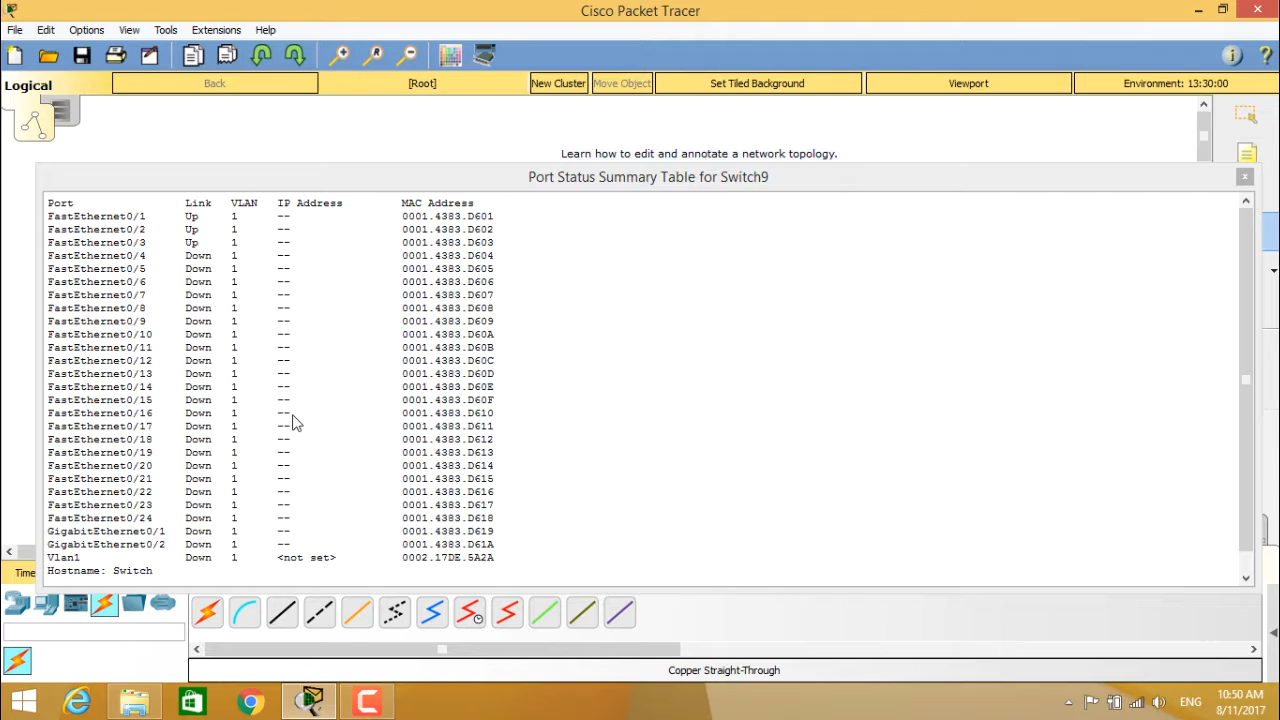 Cisco Packet Tracer
File Edit Options View Tools Extensions Help
Logical Back [Root] New Cluster Move Object Set Tiled Background Viewport Environment: 13:30:00
Learn how to edit and annotate a network topology.
Port Status Summary Table for Switch9
Port Link VLAN IP Address MAC Address
FastEthernet0/1 Up 1 -- 0001.4383.D601
FastEthernet0/2 Up 1 -- 0001.4383.D602
FastEthernet0/3 Up 1 -- 0001.4383.D603
FastEthernet0/4 Down 1 -- 0001.4383.D604
FastEthernet0/5 Down 1 -- 0001.4383.D605
FastEthernet0/6 Down 1 -- 0001.4383.D606
FastEthernet0/7 Down 1 -- 0001.4383.D607
FastEthernet0/8 Down 1 -- 0001.4383.D608
FastEthernet0/9 Down 1 -- 0001.4383.D609
FastEthernet0/10 Down 1 -- 0001.4383.D60A
FastEthernet0/11 Down 1 -- 0001.4383.D60B
FastEthernet0/12 Down 1 -- 0001.4383.D60C
FastEthernet0/13 Down 1 -- 0001.4383.D60D
FastEthernet0/14 Down 1 -- 0001.4383.D60E
FastEthernet0/15 Down 1 -- 0001.4383.D60F
FastEthernet0/16 Down 1 -- 0001.4383.D610
FastEthernet0/17 Down 1 -- 0001.4383.D611
FastEthernet0/18 Down 1 -- 0001.4383.D612
FastEthernet0/19 Down 1 -- 0001.4383.D613
FastEthernet0/20 Down 1 -- 0001.4383.D614
FastEthernet0/21 Down 1 -- 0001.4383.D615
FastEthernet0/22 Down 1 -- 0001.4383.D616
FastEthernet0/23 Down 1 -- 0001.4383.D617
FastEthernet0/24 Down 1 -- 0001.4383.D618
GigabitEthernet0/1 Down 1 -- 0001.4383.D619
GigabitEthernet0/2 Down 1 -- 0001.4383.D61A
Vlan1 Down 1 <not set> 0002.17DE.5A2A
Hostname: Switch
Time
Copper Straight-Through
ENG
10:50 AM
8/11/2017